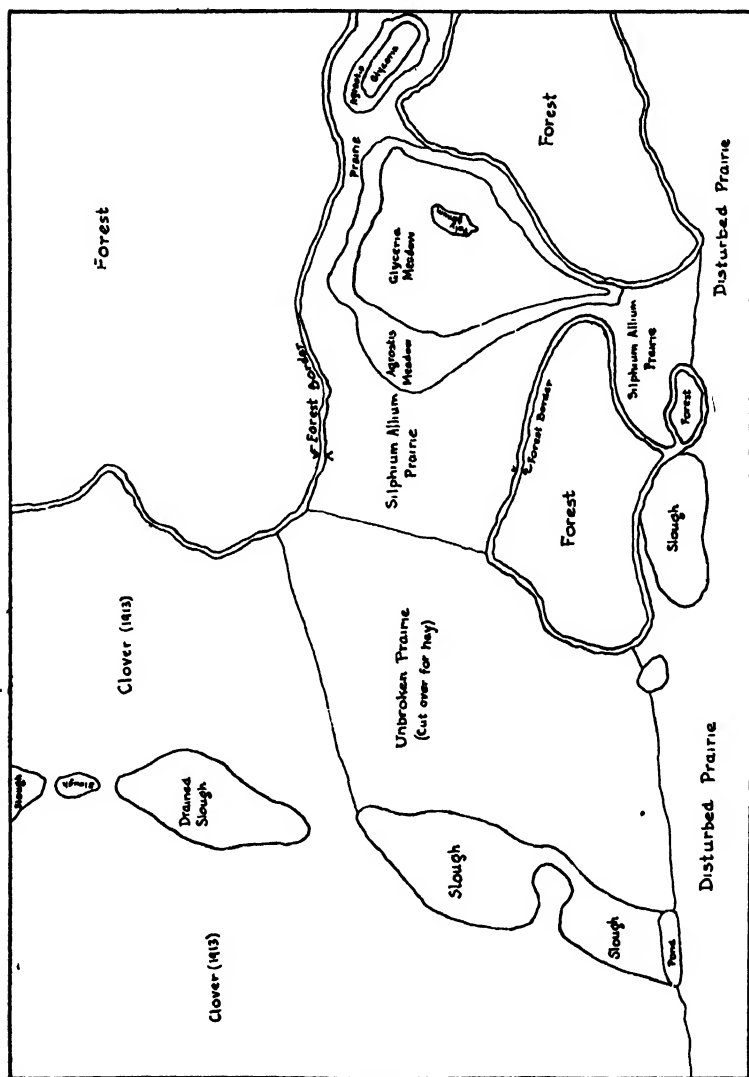 Slough
Slough
Clover (1913)
Forest
Drained
Slough
Clover (1913)
Forest Border
Prairie
Agrostis
Glyceria
Agrostis
Meadow
Glyceria
Meadow
Silphium Allium
Prairie
Unbroken Prairie
(Cut over for hay)
Slough
Forest Border
Forest
Forest
Slough
Silphium Allium
Prairie
Pond
Slough
Forest
Disturbed Prairie
Disturbed Prairie